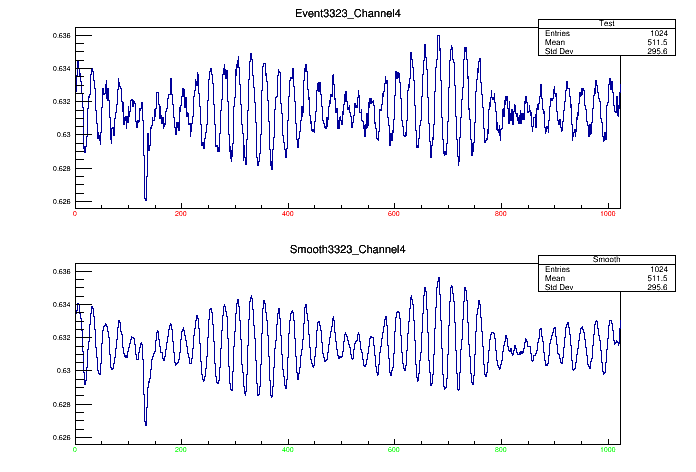 Event3323_Channel4
Test
Entries 1024
Mean 511.5
Std Dev 295.6
0.636
0.634
0.632
0.63
0.628
0.626
0 200 400 600 800 1000
Smooth3323_Channel4
Smooth
Entries 1024
Mean 511.5
Std Dev 295.6
0.636
0.634
0.632
0.63
0.628
0.626
0 200 400 600 800 1000